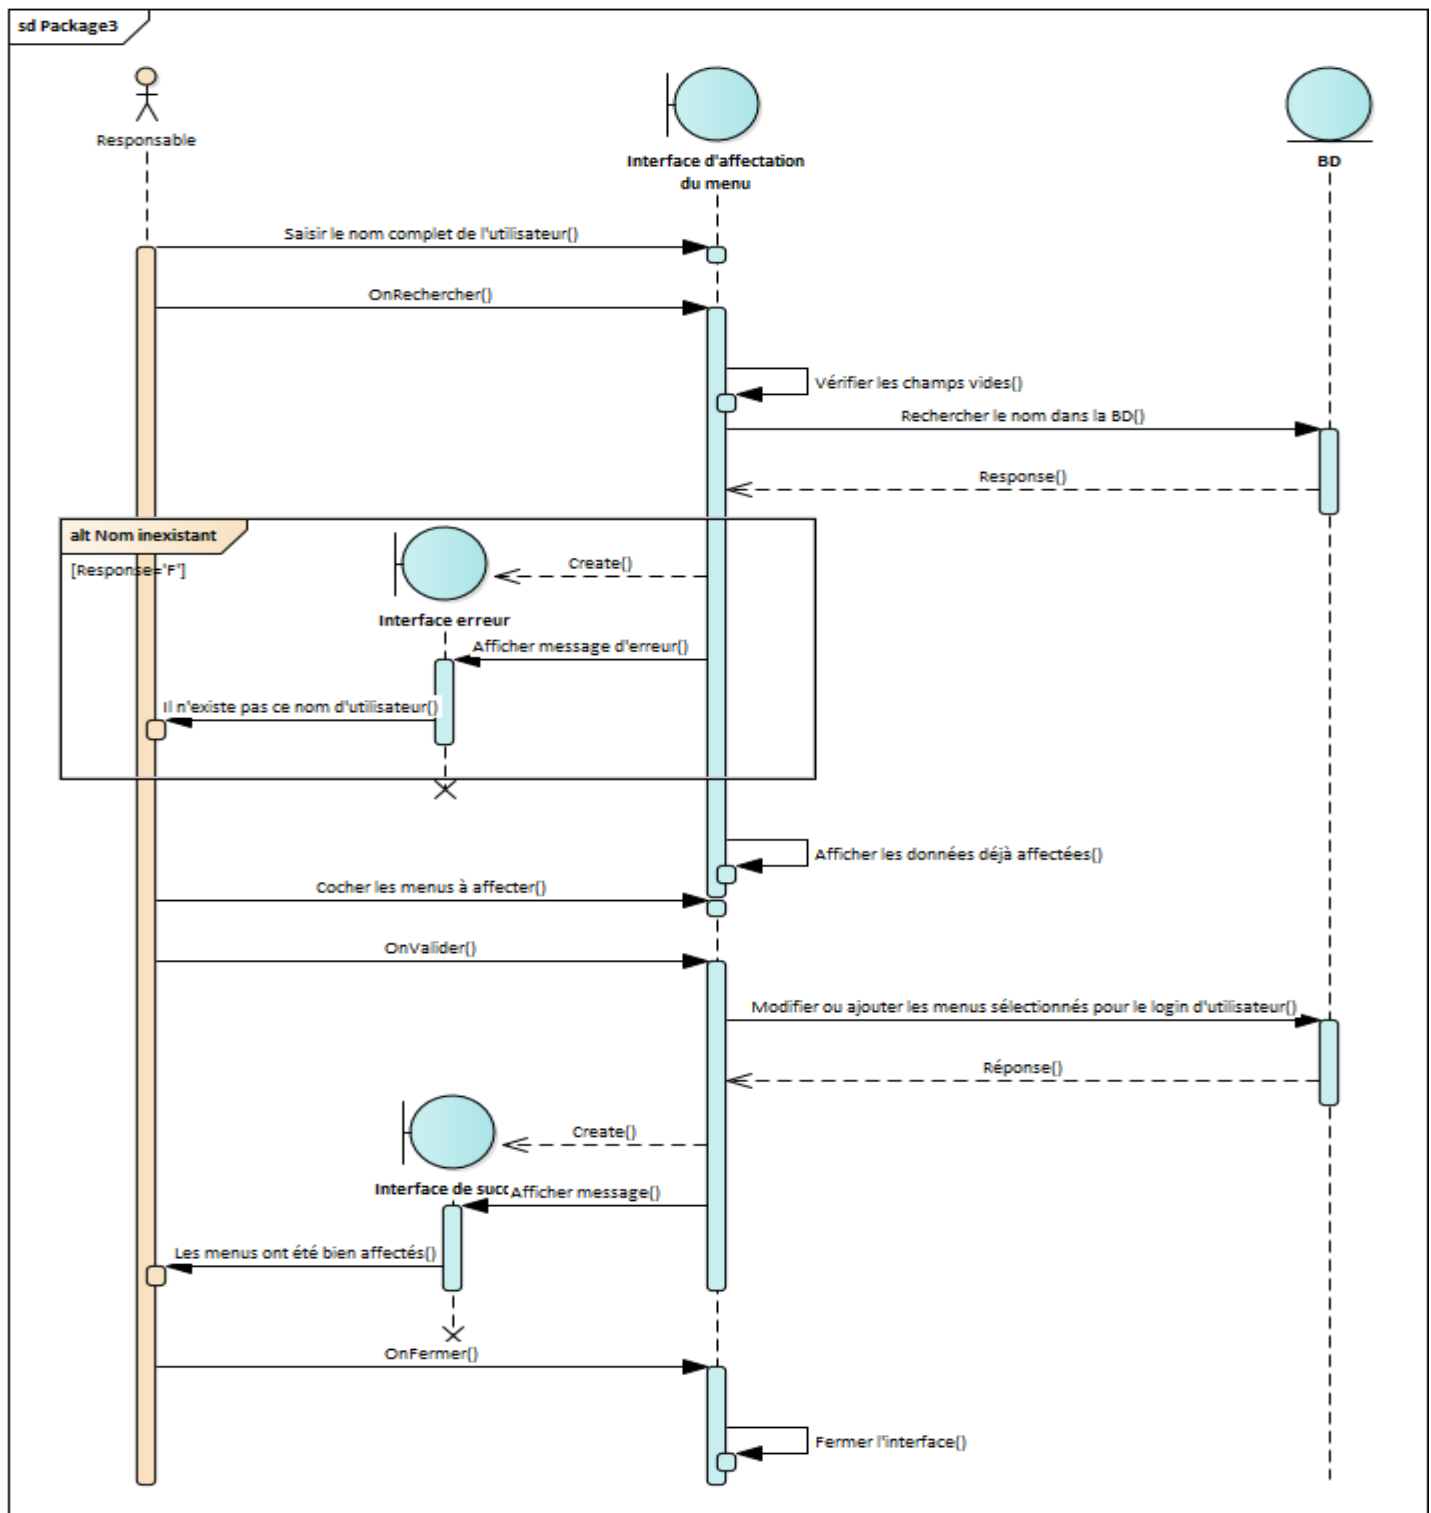 sd Package3
Responsable
Interface d'affectation
du menu
BD
Saisir le nom complet de l'utilisateur()
OnRechercher()
Vérifier les champs vides()
Rechercher le nom dans la BD()
Response()
alt Nom inexistant
[Response='F']
Create()
Interface erreur
Afficher message d'erreur()
Il n'existe pas ce nom d'utilisateur()
Afficher les données déjà affectées()
Cocher les menus à affecter()
OnValider()
Modifier ou ajouter les menus sélectionnés pour le login d'utilisateur()
Réponse()
Create()
Interface de succ
Afficher message()
Les menus ont été bien affectés()
OnFermer()
Fermer l'interface()